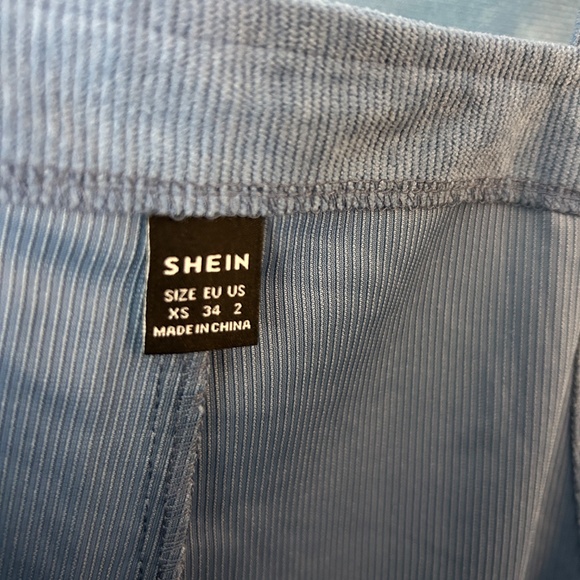 SHEIN
SIZE EU US
XS 34 2
MADE IN CHINA